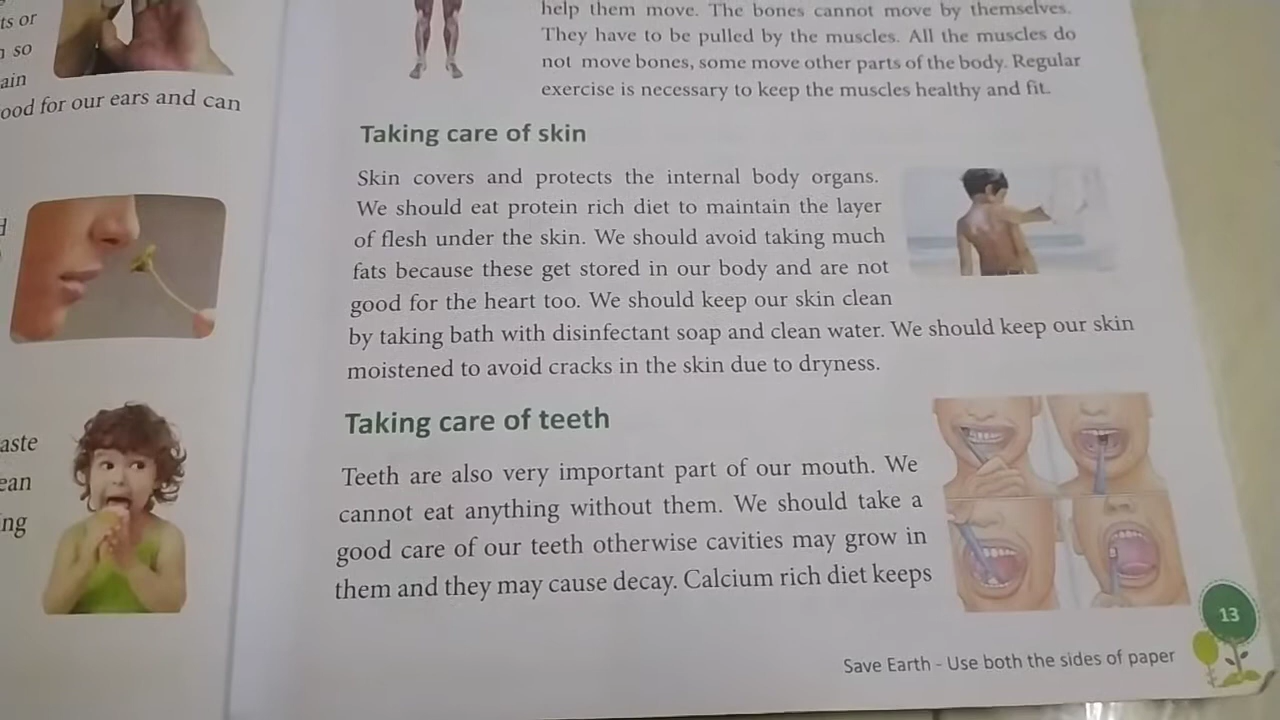 ts or
so
ain
ood for our ears and can
aste
ean
ing
help them move. The bones cannot move by themselves.
They have to be pulled by the muscles. All the muscles do
not move bones, some move other parts of the body. Regular
exercise is necessary to keep the muscles healthy and fit.
Taking care of skin
Skin covers and protects the internal body organs.
We should eat protein rich diet to maintain the layer
of flesh under the skin. We should avoid taking much
fats because these get stored in our body and are not
good for the heart too. We should keep our skin clean
by taking bath with disinfectant soap and clean water. We should keep our skin
moistened to avoid cracks in the skin due to dryness.
Taking care of teeth
Teeth are also very important part of our mouth. We
cannot eat anything without them. We should take a
good care of our teeth otherwise cavities may grow in
them and they may cause decay. Calcium rich diet keeps
13
Save Earth - Use both the sides of paper